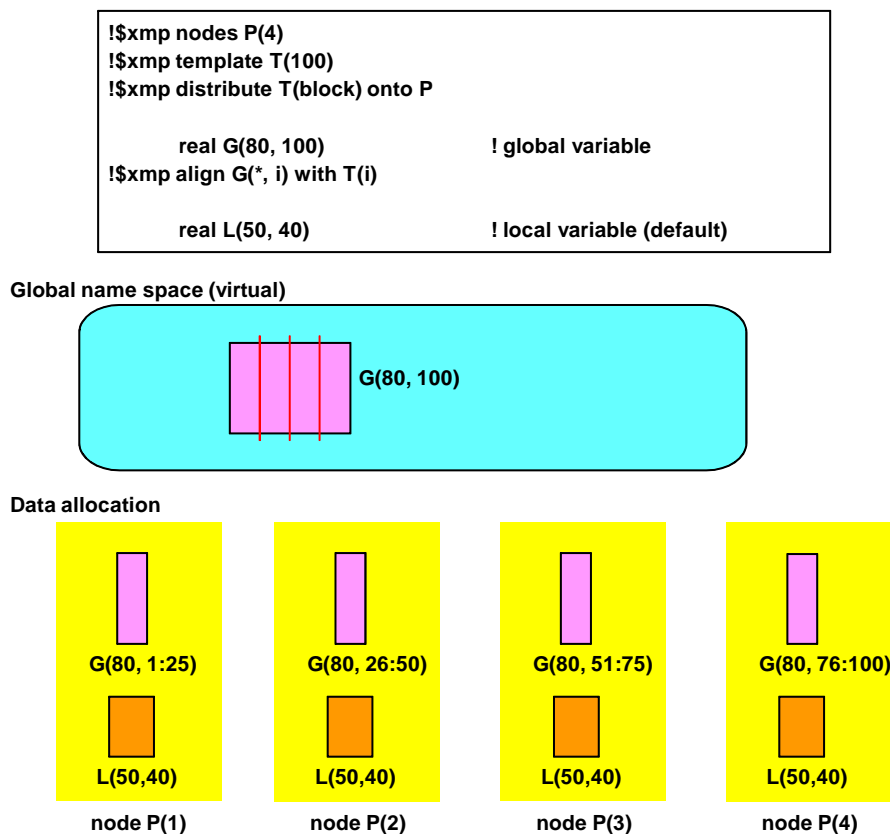 !$xmp nodes P(4)
!$xmp template T(100)
!$xmp distribute T(block) onto P
real G(80, 100) ! global variable
!$xmp align G(*, i) with T(i)
real L(50, 40) ! local variable (default)
Global name space (virtual)
G(80, 100)
Data allocation
G(80, 1:25) G(80, 26:50) G(80, 51:75) G(80, 76:100)
L(50,40) L(50,40) L(50,40) L(50,40)
node P(1) node P(2) node P(3) node P(4)